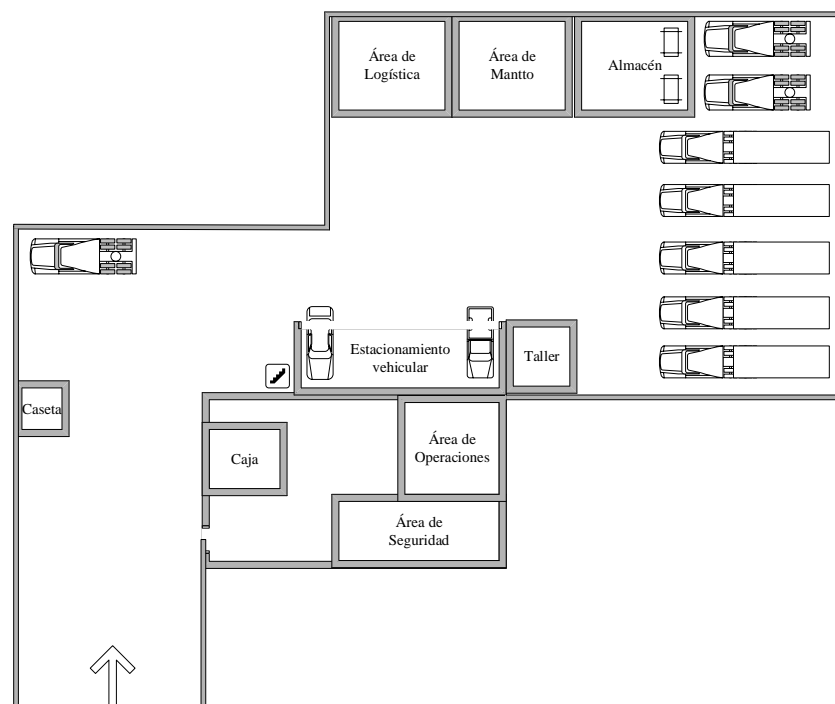 Área de
Logística
Área de
Mantto
Almacén
Estacionamiento
vehicular
Taller
Caseta
Caja
Área de
Operaciones
Área de
Seguridad